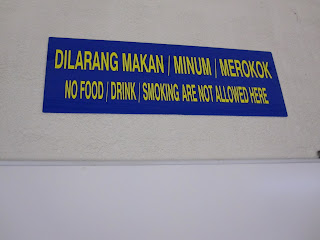 DILARANG MAKAN / MINUM / MEROKOK
NO FOOD / DRINK / SMOKING ARE NOT ALLOWED HERE